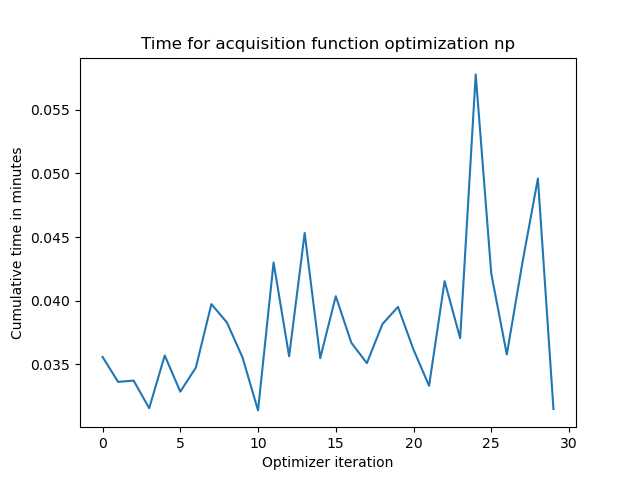 Time for acquisition function optimization np
Cumulative time in minutes
0.055
0.050
0.045
0.040
0.035
0 5 10 15 20 25 30
Optimizer iteration